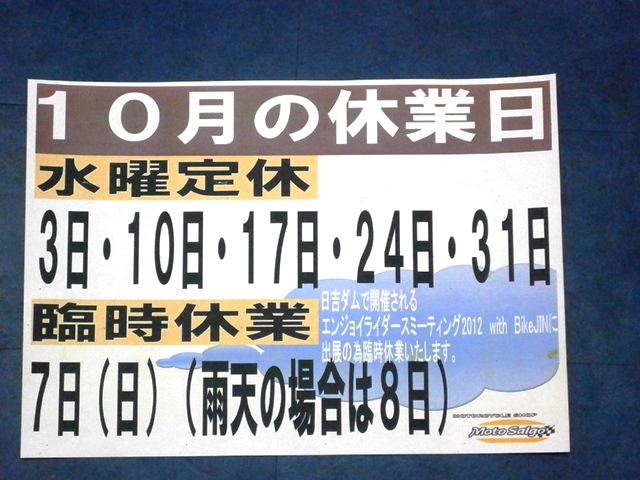 10月の休業日
水曜定休
3日・10日・17日・24日・31日
臨時休業
日吉ダムで開催される
エンジョイライダースミーティング2012 with BikeJINに
出展の為臨時休業いたします。
7日(日)(雨天の場合は8日)
MOTORCYCLE SHOP
Moto Saigo